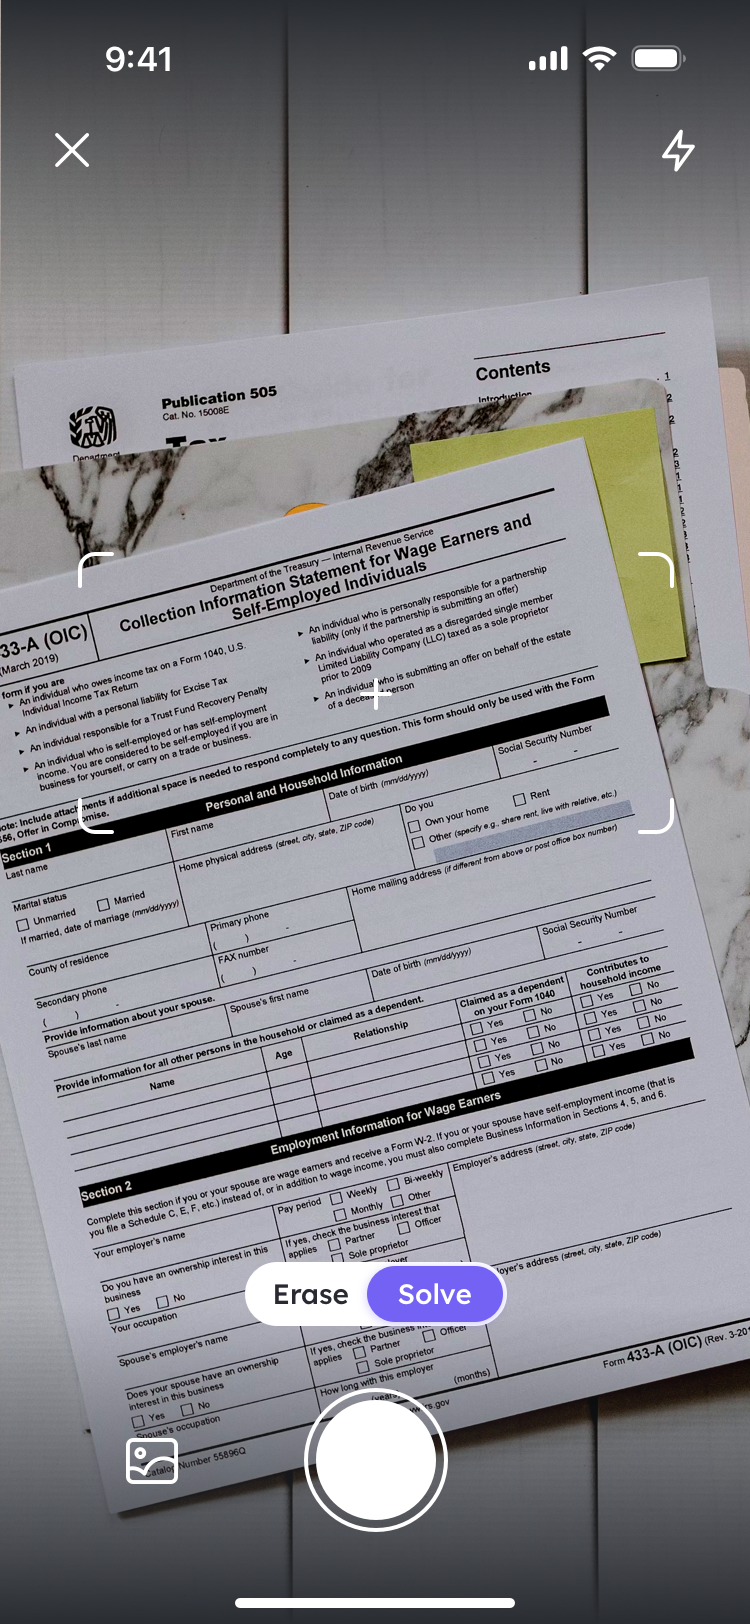 9:41
Publication 505
Cat. No. 15008E
Contents
Introduction
Tax
Department
Department of the Treasury — Internal Revenue Service
Collection Information Statement for Wage Earners and
Self-Employed Individuals
33-A (OIC)
(March 2019)
form if you are
An individual who owes income tax on a Form 1040, U.S.
Individual Income Tax Return
An individual with a personal liability for Excise Tax
An individual responsible for a Trust Fund Recovery Penalty
An individual who is self-employed or has self-employment
income. You are considered to be self-employed if you are in
business for yourself, or carry on a trade or business.
An individual who is personally responsible for a partnership
liability (only if the partnership is submitting an offer)
An individual who operated as a disregarded single member
Limited Liability Company (LLC) taxed as a sole proprietor
prior to 2009
An individual who is submitting an offer on behalf of the estate
of a deceased person
ote: Include attachments if additional space is needed to respond completely to any question. This form should only be used with the Form
656, Offer in Compromise.
Section 1
Personal and Household Information
Last name
First name
Date of birth (mm/dd/yyyy)
Social Security Number
- -
Marital status
Unmarried
Married
If married, date of marriage (mm/dd/yyyy)
Home physical address (street, city, state, ZIP code)
Do you
Own your home
Rent
Other (specify e.g., share rent, live with relative, etc.)
County of residence
Primary phone
( ) -
Home mailing address (if different from above or post office box number)
Secondary phone
( ) -
FAX number
( ) -
Provide information about your spouse.
Spouse's last name
Spouse's first name
Date of birth (mm/dd/yyyy)
Social Security Number
- -
Provide information for all other persons in the household or claimed as a dependent.
Name
Age
Relationship
Claimed as a dependent
on your Form 1040
Contributes to
household income
Yes No Yes No
Yes No Yes No
Yes No Yes No
Yes No Yes No
Section 2
Employment Information for Wage Earners
Complete this section if you or your spouse are wage earners and receive a Form W-2. If you or your spouse have self-employment income (that is
you file a Schedule C, E, F, etc.) instead of, or in addition to wage income, you must also complete Business Information in Sections 4, 5, and 6.
Your employer's name
Pay period
Weekly
Bi-weekly
Monthly
Other
Employer's address (street, city, state, ZIP code)
Do you have an ownership interest in this
business
Yes No
If yes, check the business interest that
applies
Partner
Officer
Sole proprietor
Your occupation
Erase
Solve
Spouse's employer's name
loyer's address (street, city, state, ZIP code)
Does your spouse have an ownership
interest in this business
Yes No
If yes, check the business
applies
Partner
Officer
Sole proprietor
Spouse's occupation
How long with this employer
(years)
(months)
Catalog Number 55896Q
rs.gov
Form 433-A (OIC) (Rev. 3-201